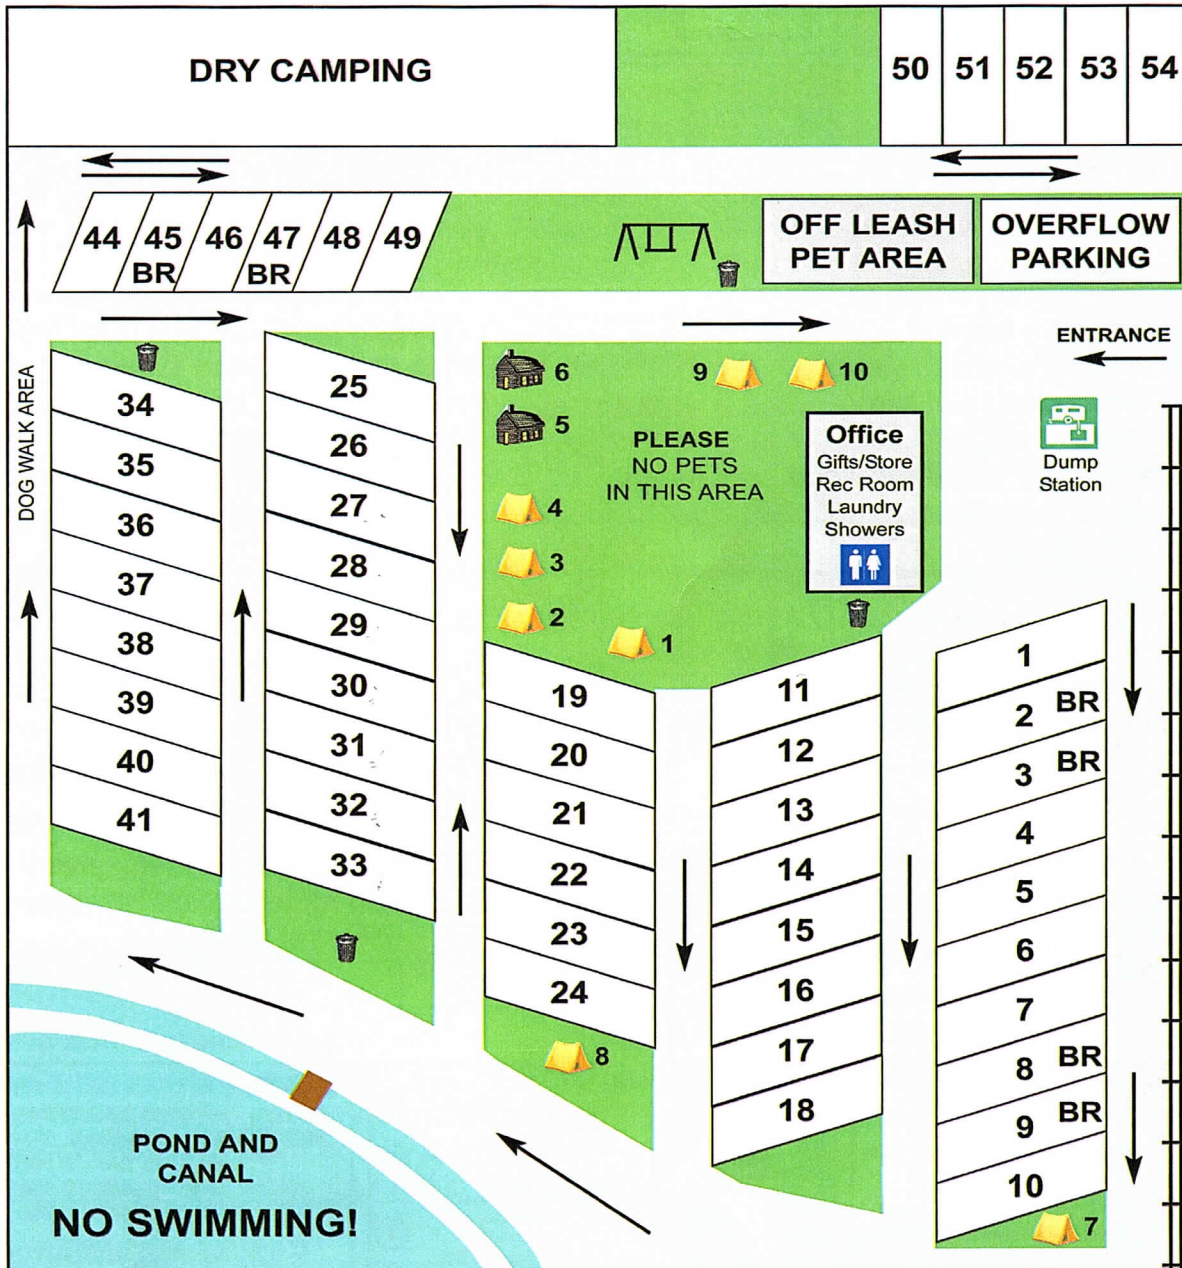 DRY CAMPING
50 51 52 53 54
44 45 46 47 48 49
BR BR
OFF LEASH
PET AREA
OVERFLOW
PARKING
ENTRANCE
DOG WALK AREA
34
35
36
37
38
39
40
41
25
26
27
28
29
30
31
32
33
6
5
4
3
2
1
9
10
PLEASE
NO PETS
IN THIS AREA
Office
Gifts/Store
Rec Room
Laundry
Showers
Dump
Station
19
20
21
22
23
24
8
11
12
13
14
15
16
17
18
1
2 BR
3 BR
4
5
6
7
8 BR
9 BR
10
7
POND AND
CANAL
NO SWIMMING!